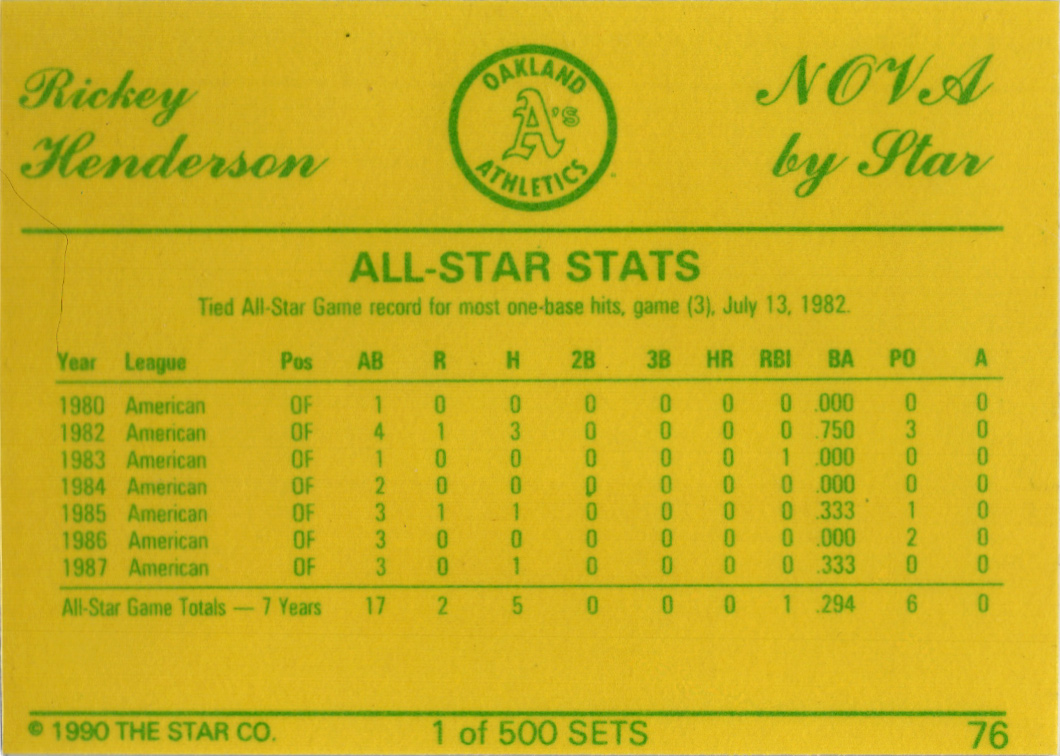 Rickey
Henderson
OAKLAND
A's
ATHLETICS
NOVA
by Star
ALL-STAR STATS
Tied All-Star Game record for most one-base hits, game (3), July 13, 1982.
Year League Pos AB R H 2B 3B HR RBI BA PO A
1980 American OF 1 0 0 0 0 0 0 .000 0 0
1982 American OF 4 1 3 0 0 0 0 .750 3 0
1983 American OF 1 0 0 0 0 0 1 .000 0 0
1984 American OF 2 0 0 0 0 0 0 .000 0 0
1985 American OF 3 1 1 0 0 0 0 .333 1 0
1986 American OF 3 0 0 0 0 0 0 .000 2 0
1987 American OF 3 0 1 0 0 0 0 .333 0 0
All-Star Game Totals — 7 Years 17 2 5 0 0 0 1 .294 6 0
© 1990 THE STAR CO. 1 of 500 SETS 76